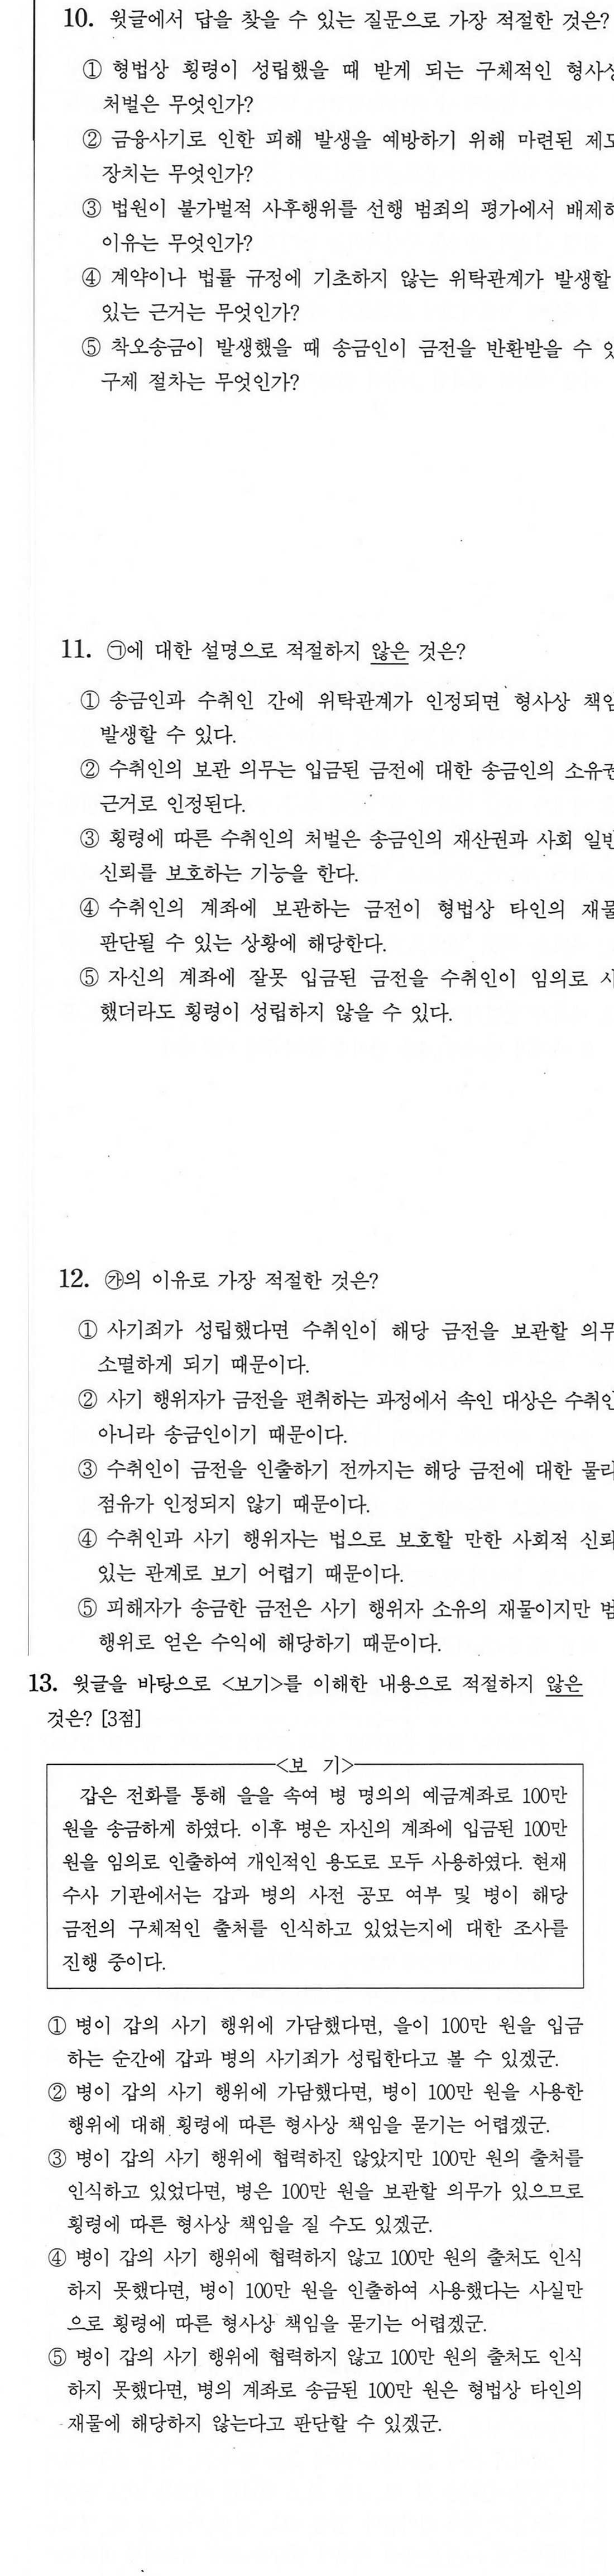 10. 윗글에서 답을 찾을 수 있는 질문으로 가장 적절한 것은?
① 형법상 횡령이 성립했을 때 받게 되는 구체적인 형사상
처벌은 무엇인가?
② 금융사기로 인한 피해 발생을 예방하기 위해 마련된
장치는 무엇인가?
③ 법원이 불가벌적 사후행위를 선행 범죄의 평가에서
이유는 무엇인가?
④ 계약이나 법률 규정에 기초하지 않는 위탁관계가 발생할
있는 근거는 무엇인가?
⑤ 착오송금이 발생했을 때 송금인이 금전을 반환받을 수
구제 절차는 무엇인가?
11. ㉠에 대한 설명으로 적절하지 않은 것은?
① 송금인과 수취인 간에 위탁관계가 인정되면 형사상
발생할 수 있다.
② 수취인의 보관 의무는 입금된 금전에 대한 송금인의
근거로 인정된다.
③ 횡령에 따른 수취인의 처벌은 송금인의 재산권과 사회
신뢰를 보호하는 기능을 한다.
④ 수취인의 계좌에 보관하는 금전이 형법상 타인의
판단될 수 있는 상황에 해당한다.
⑤ 자신의 계좌에 잘못 입금된 금전을 수취인이 임의로
했더라도 횡령이 성립하지 않을 수 있다.
12. ㉮의 이유로 가장 적절한 것은?
① 사기죄가 성립했다면 수취인이 해당 금전을 보관할
소멸하게 되기 때문이다.
② 사기 행위자가 금전을 편취하는 과정에서 속인 대상은
아니라 송금인이기 때문이다.
③ 수취인이 금전을 인출하기 전까지는 해당 금전에 대한
점유가 인정되지 않기 때문이다.
④ 수취인과 사기 행위자는 법으로 보호할 만한 사회적
있는 관계로 보기 어렵기 때문이다.
⑤ 피해자가 송금한 금전은 사기 행위자 소유의 재물이지만
행위로 얻은 수익에 해당하기 때문이다.
13. 윗글을 바탕으로 <보기>를 이해한 내용으로 적절하지 않은
것은? [3점]
<보 기>
갑은 전화를 통해 을을 속여 병 명의의 예금계좌로 100만
원을 송금하게 하였다. 이후 병은 자신의 계좌에 입금된 100만
원을 임의로 인출하여 개인적인 용도로 모두 사용하였다. 현재
수사 기관에서는 갑과 병의 사전 공모 여부 및 병이 해당
금전의 구체적인 출처를 인식하고 있었는지에 대한 조사를
진행 중이다.
① 병이 갑의 사기 행위에 가담했다면, 을이 100만 원을 입금
하는 순간에 갑과 병의 사기죄가 성립한다고 볼 수 있겠군.
② 병이 갑의 사기 행위에 가담했다면, 병이 100만 원을 사용한
행위에 대해 횡령에 따른 형사상 책임을 묻기는 어렵겠군.
③ 병이 갑의 사기 행위에 협력하진 않았지만 100만 원의 출처를
인식하고 있었다면, 병은 100만 원을 보관할 의무가 있으므로
횡령에 따른 형사상 책임을 질 수도 있겠군.
④ 병이 갑의 사기 행위에 협력하지 않고 100만 원의 출처도 인식
하지 못했다면, 병이 100만 원을 인출하여 사용했다는 사실만
으로 횡령에 따른 형사상 책임을 묻기는 어렵겠군.
⑤ 병이 갑의 사기 행위에 협력하지 않고 100만 원의 출처도 인식
하지 못했다면, 병의 계좌로 송금된 100만 원은 형법상 타인의
재물에 해당하지 않는다고 판단할 수 있겠군.